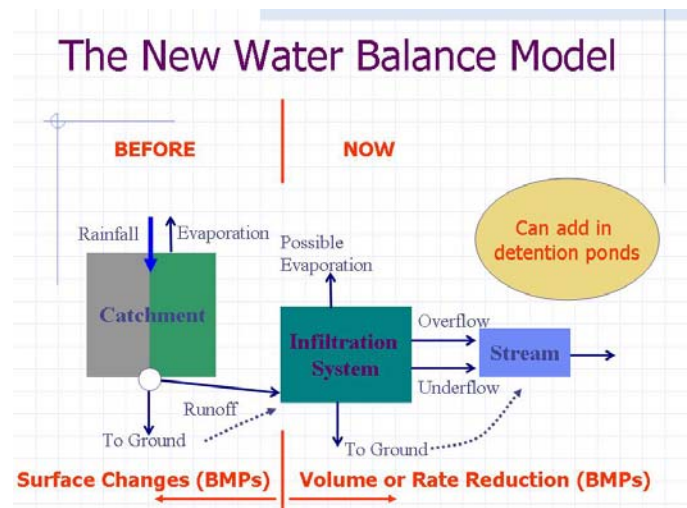 The New Water Balance Model
BEFORE
NOW
Rainfall
Evaporation
Possible
Evaporation
Can add in
detention ponds
Catchment
Infiltration
System
Overflow
Stream
Underflow
Runoff
To Ground
To Ground
Surface Changes (BMPs)
Volume or Rate Reduction (BMPs)